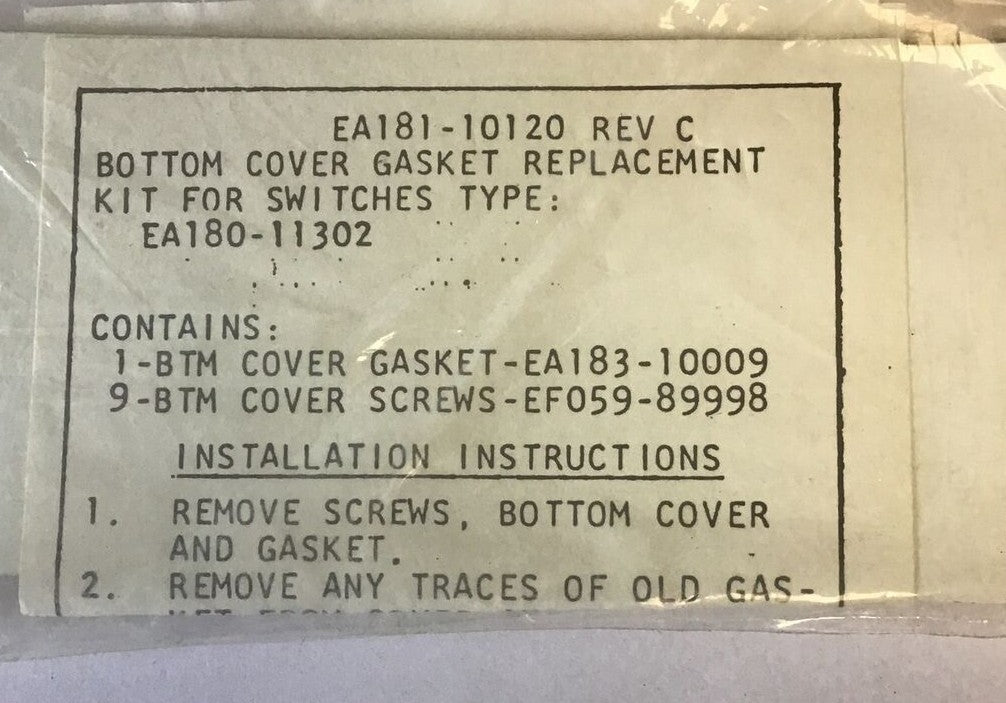 EA181-10120 REV C
BOTTOM COVER GASKET REPLACEMENT
KIT FOR SWITCHES TYPE:
EA180-11302
CONTAINS:
1-BTM COVER GASKET-EA183-10009
9-BTM COVER SCREWS-EF059-89998
INSTALLATION INSTRUCTIONS
1. REMOVE SCREWS, BOTTOM COVER
AND GASKET.
2. REMOVE ANY TRACES OF OLD GAS-